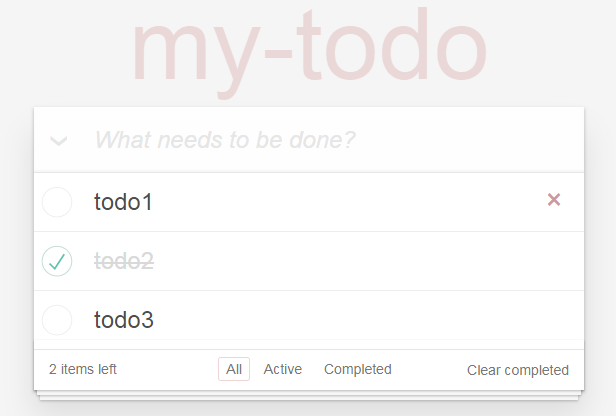 my-todo
What needs to be done?
todo1
todo2
todo3
2 items left All Active Completed Clear completed